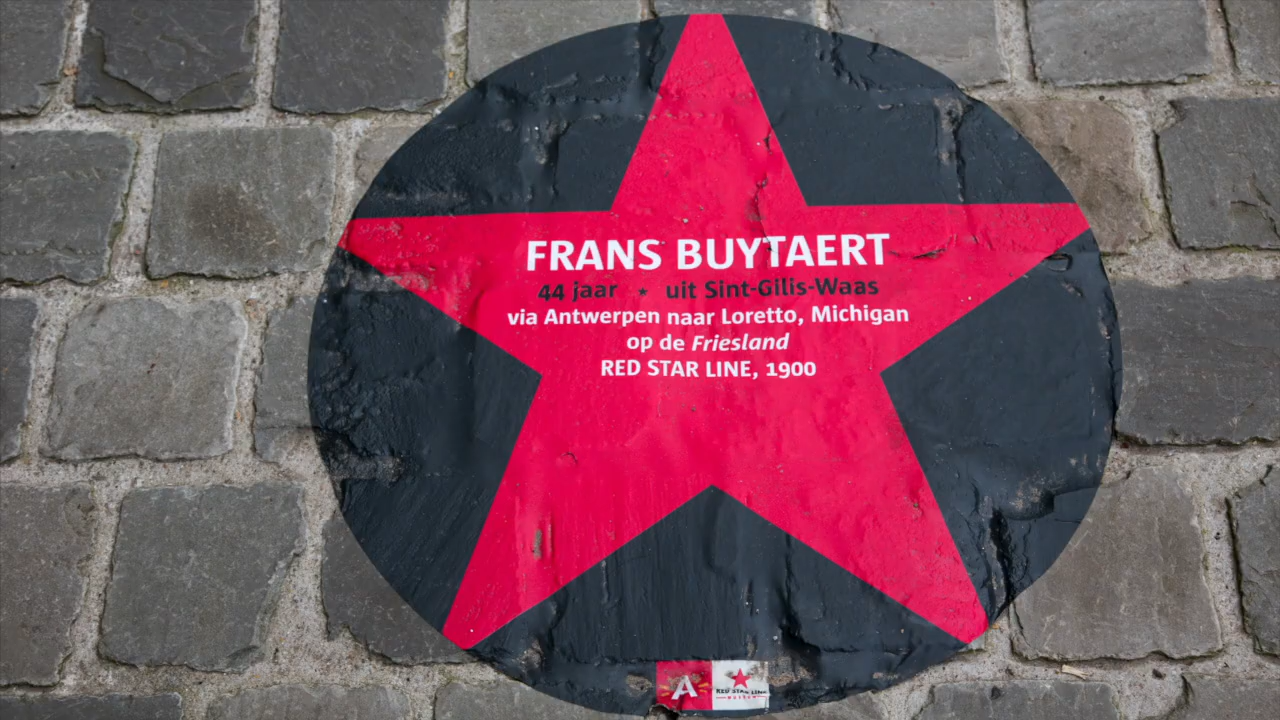 FRANS BUYTAERT
44 jaar ★ uit Sint-Gilis-Waas
via Antwerpen naar Loretto, Michigan
op de Friesland
RED STAR LINE, 1900
A
RED STAR LINE